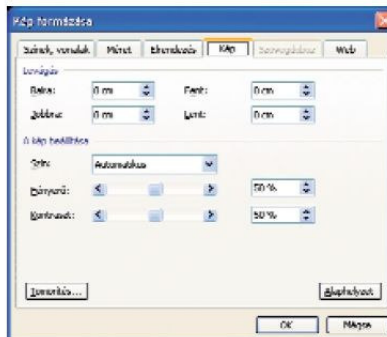 Kép formázása
Színek, vonalak Méret Elrendezés Kép Szövegdoboz Web
Levágás
Balra: 0 cm Fent: 0 cm
Jobbra: 0 cm Lent: 0 cm
A kép beállítása
Szín: Automatikus
Fényerő: 50 %
Kontraszt: 50 %
Tömörítés... Alaphelyzet
OK Mégse